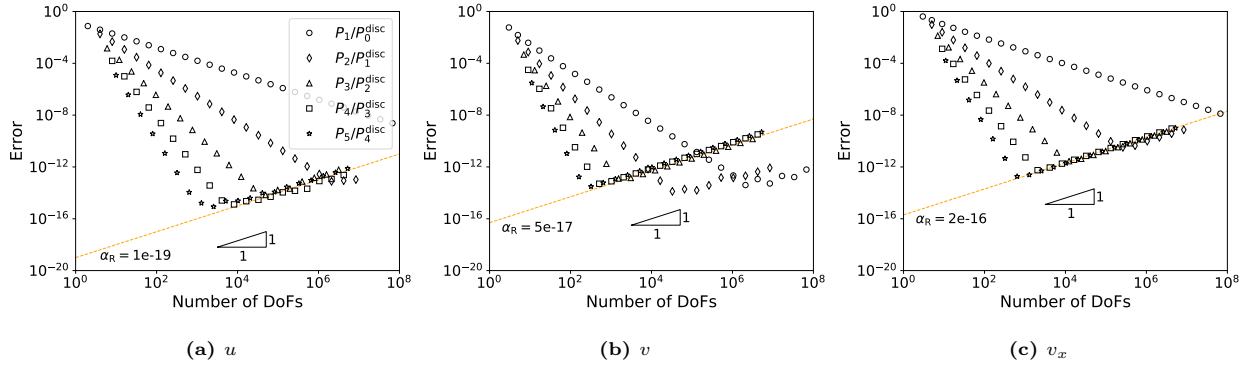 10^0
10^-4
10^-8
10^-12
10^-16
10^-20
Error
10^0 10^2 10^4 10^6 10^8
Number of DoFs
P_1/P_0^disc
P_2/P_1^disc
P_3/P_2^disc
P_4/P_3^disc
P_5/P_4^disc
α_R = 1e-19
1
1
(a) u
10^0
10^-4
10^-8
10^-12
10^-16
10^-20
Error
10^0 10^2 10^4 10^6 10^8
Number of DoFs
α_R = 5e-17
1
1
(b) v
10^0
10^-4
10^-8
10^-12
10^-16
10^-20
Error
10^0 10^2 10^4 10^6 10^8
Number of DoFs
α_R = 2e-16
1
1
(c) v_x